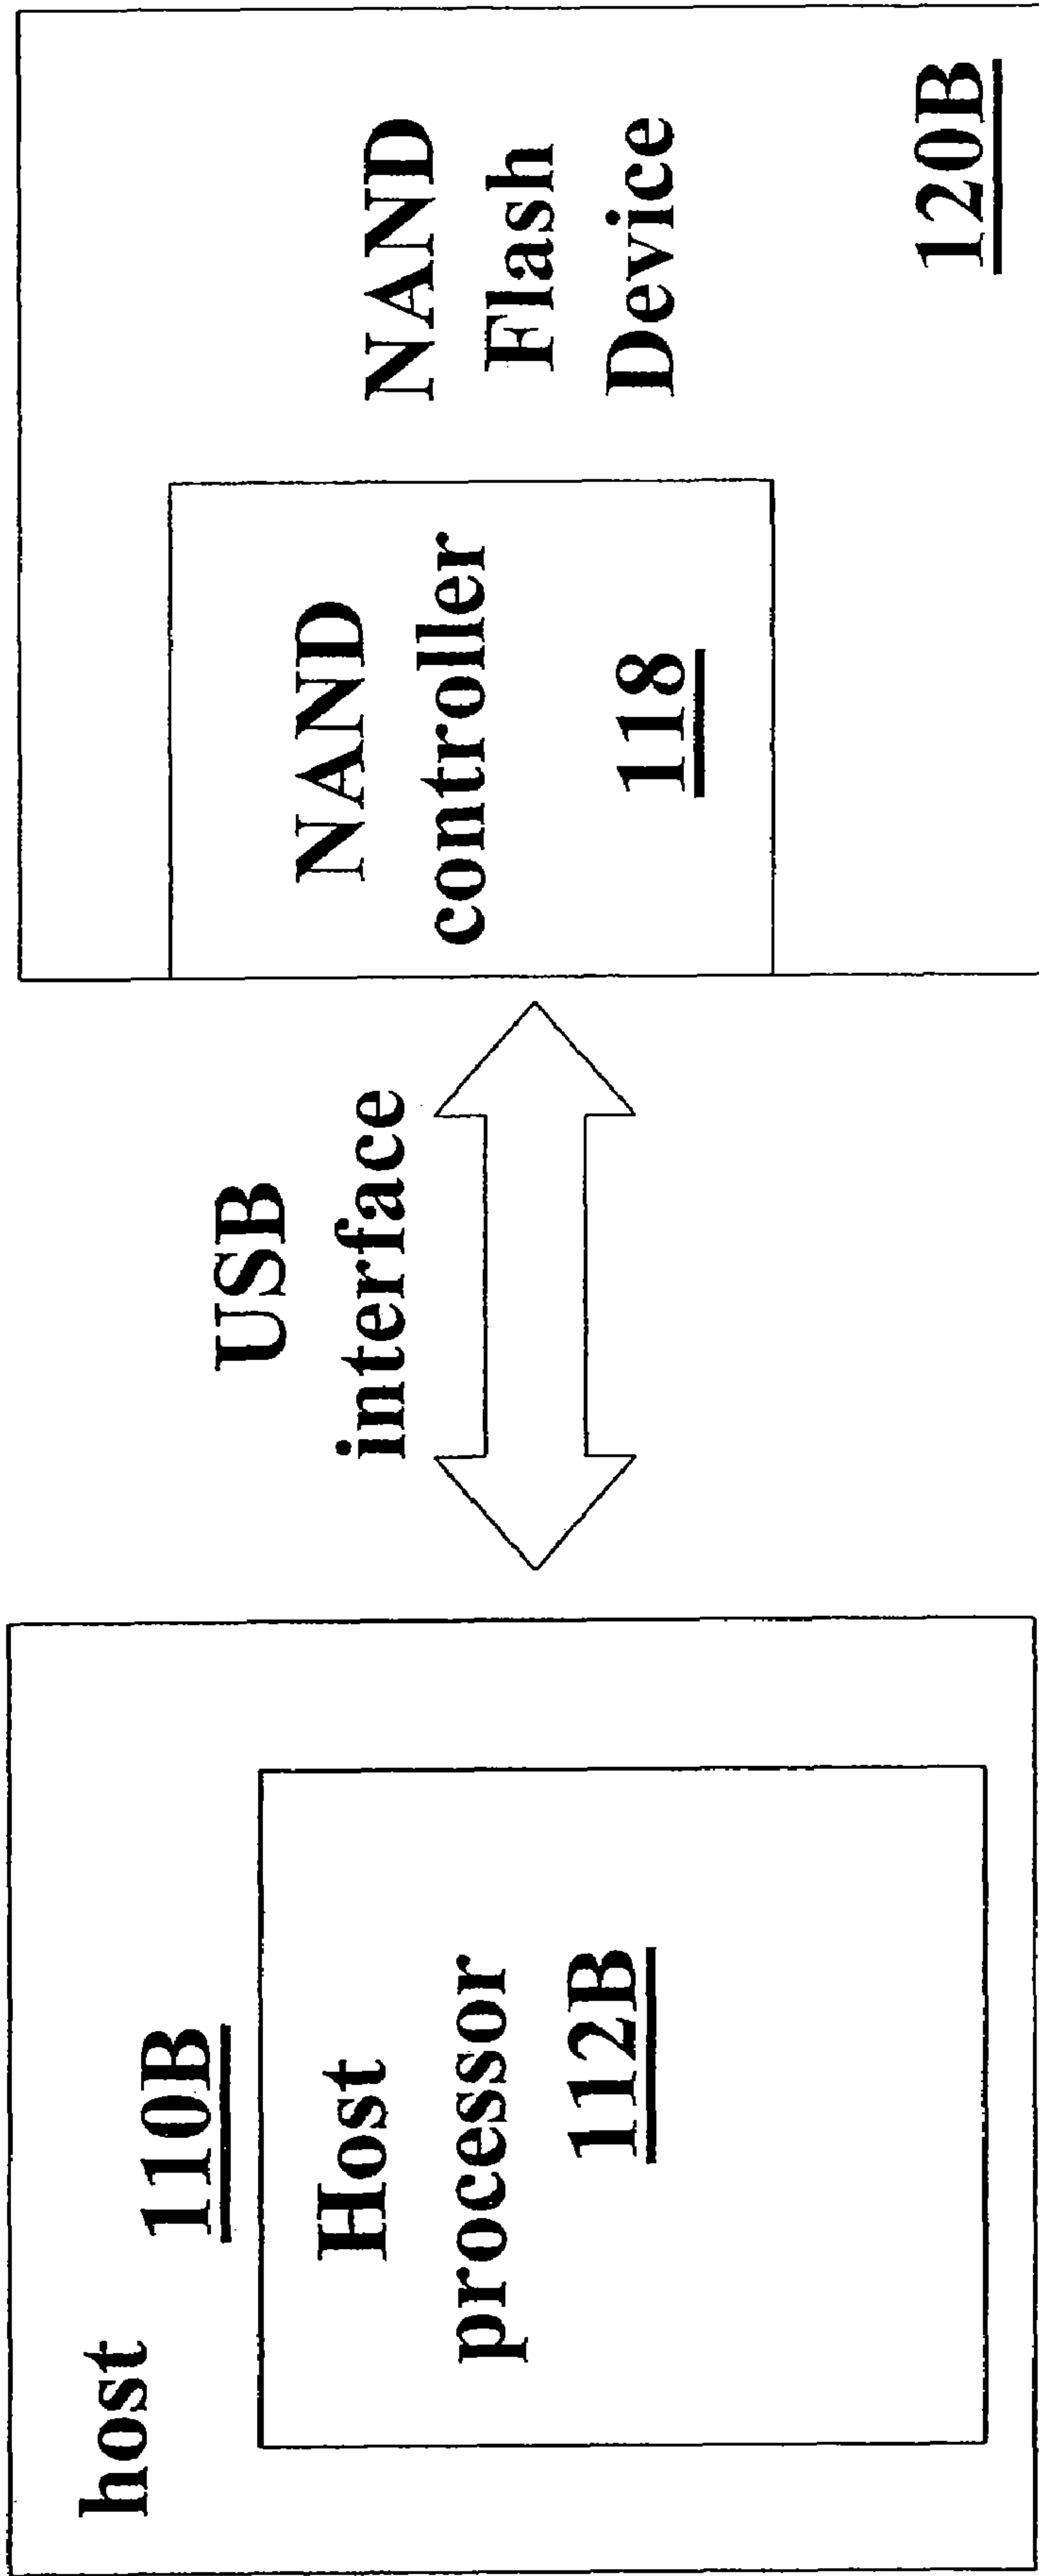 host
110B
Host
processor
112B
USB
interface
NAND
controller
118
NAND
Flash
Device
120B